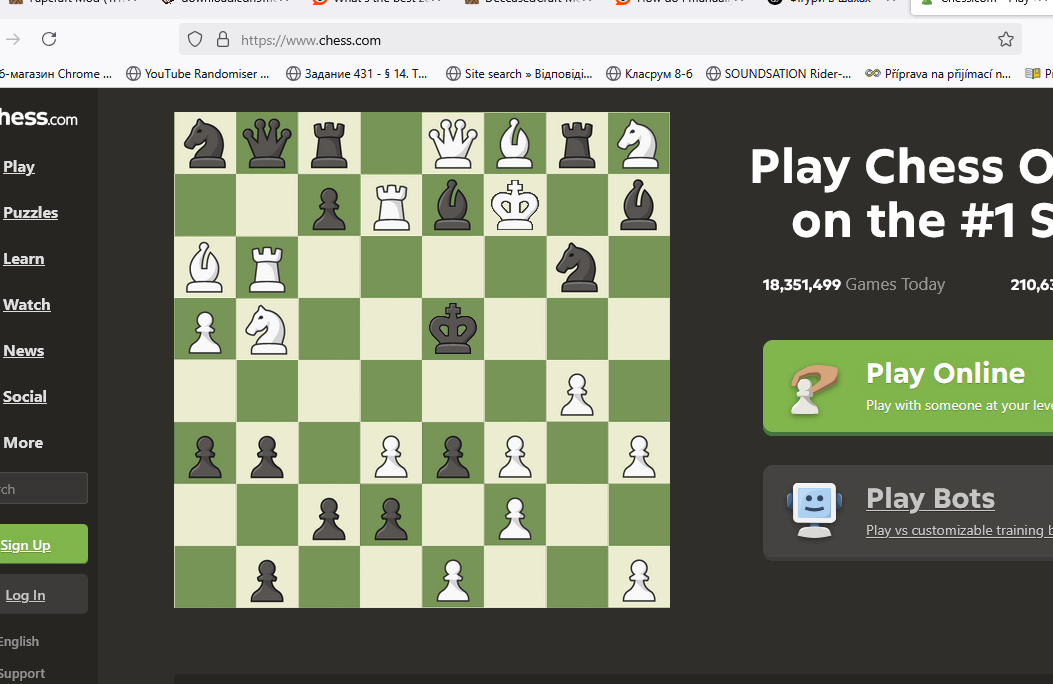 https://www.chess.com
б-магазин Chrome ... YouTube Randomiser ... Задание 431 - § 14. Т... Site search » Відповіді... Класрум 8-б SOUNDSATION Rider-... Příprava na přijímací n...
hess.com
Play
Puzzles
Learn
Watch
News
Social
More
rch
Sign Up
Log In
English
Support
Play Chess O
on the #1 S
18,351,499 Games Today 210,63
Play Online
Play with someone at your leve
Play Bots
Play vs customizable training b